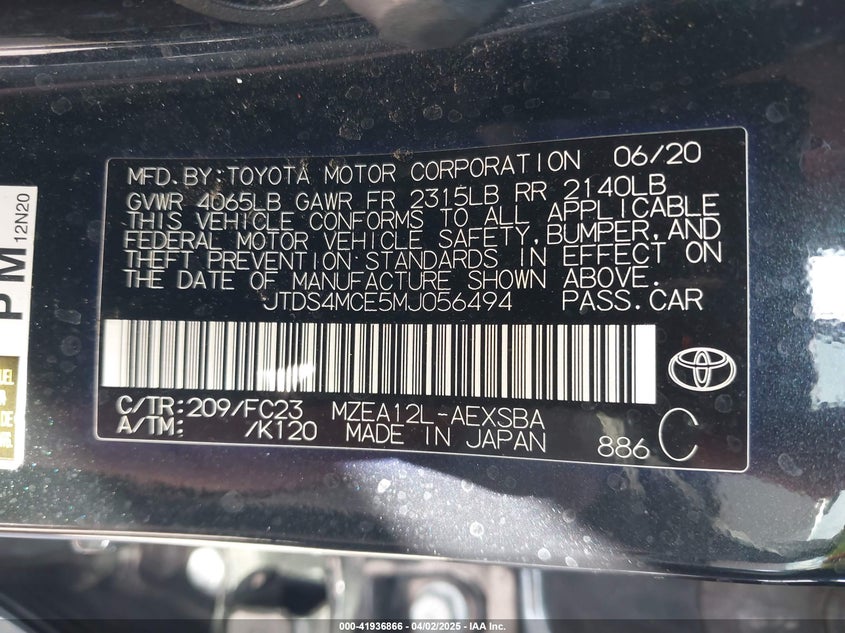 MFD.BY:TOYOTA MOTOR CORPORATION 06/20
GVWR 4065LB GAWR FR 2315LB RR 2140LB
THIS VEHICLE CONFORMS TO ALL APPLICABLE
FEDERAL MOTOR VEHICLE SAFETY,BUMPER,AND
THEFT PREVENTION STANDARDS IN EFFECT ON
THE DATE OF MANUFACTURE SHOWN ABOVE.
JTDS4MCE5MJ056494 PASS.CAR
C/TR:209/FC23 MZEA12L-AEXSBA
A/TM: /K120 MADE IN JAPAN
886 C
PM
12N20
000-41936866 - 04/02/2025 - IAA Inc.